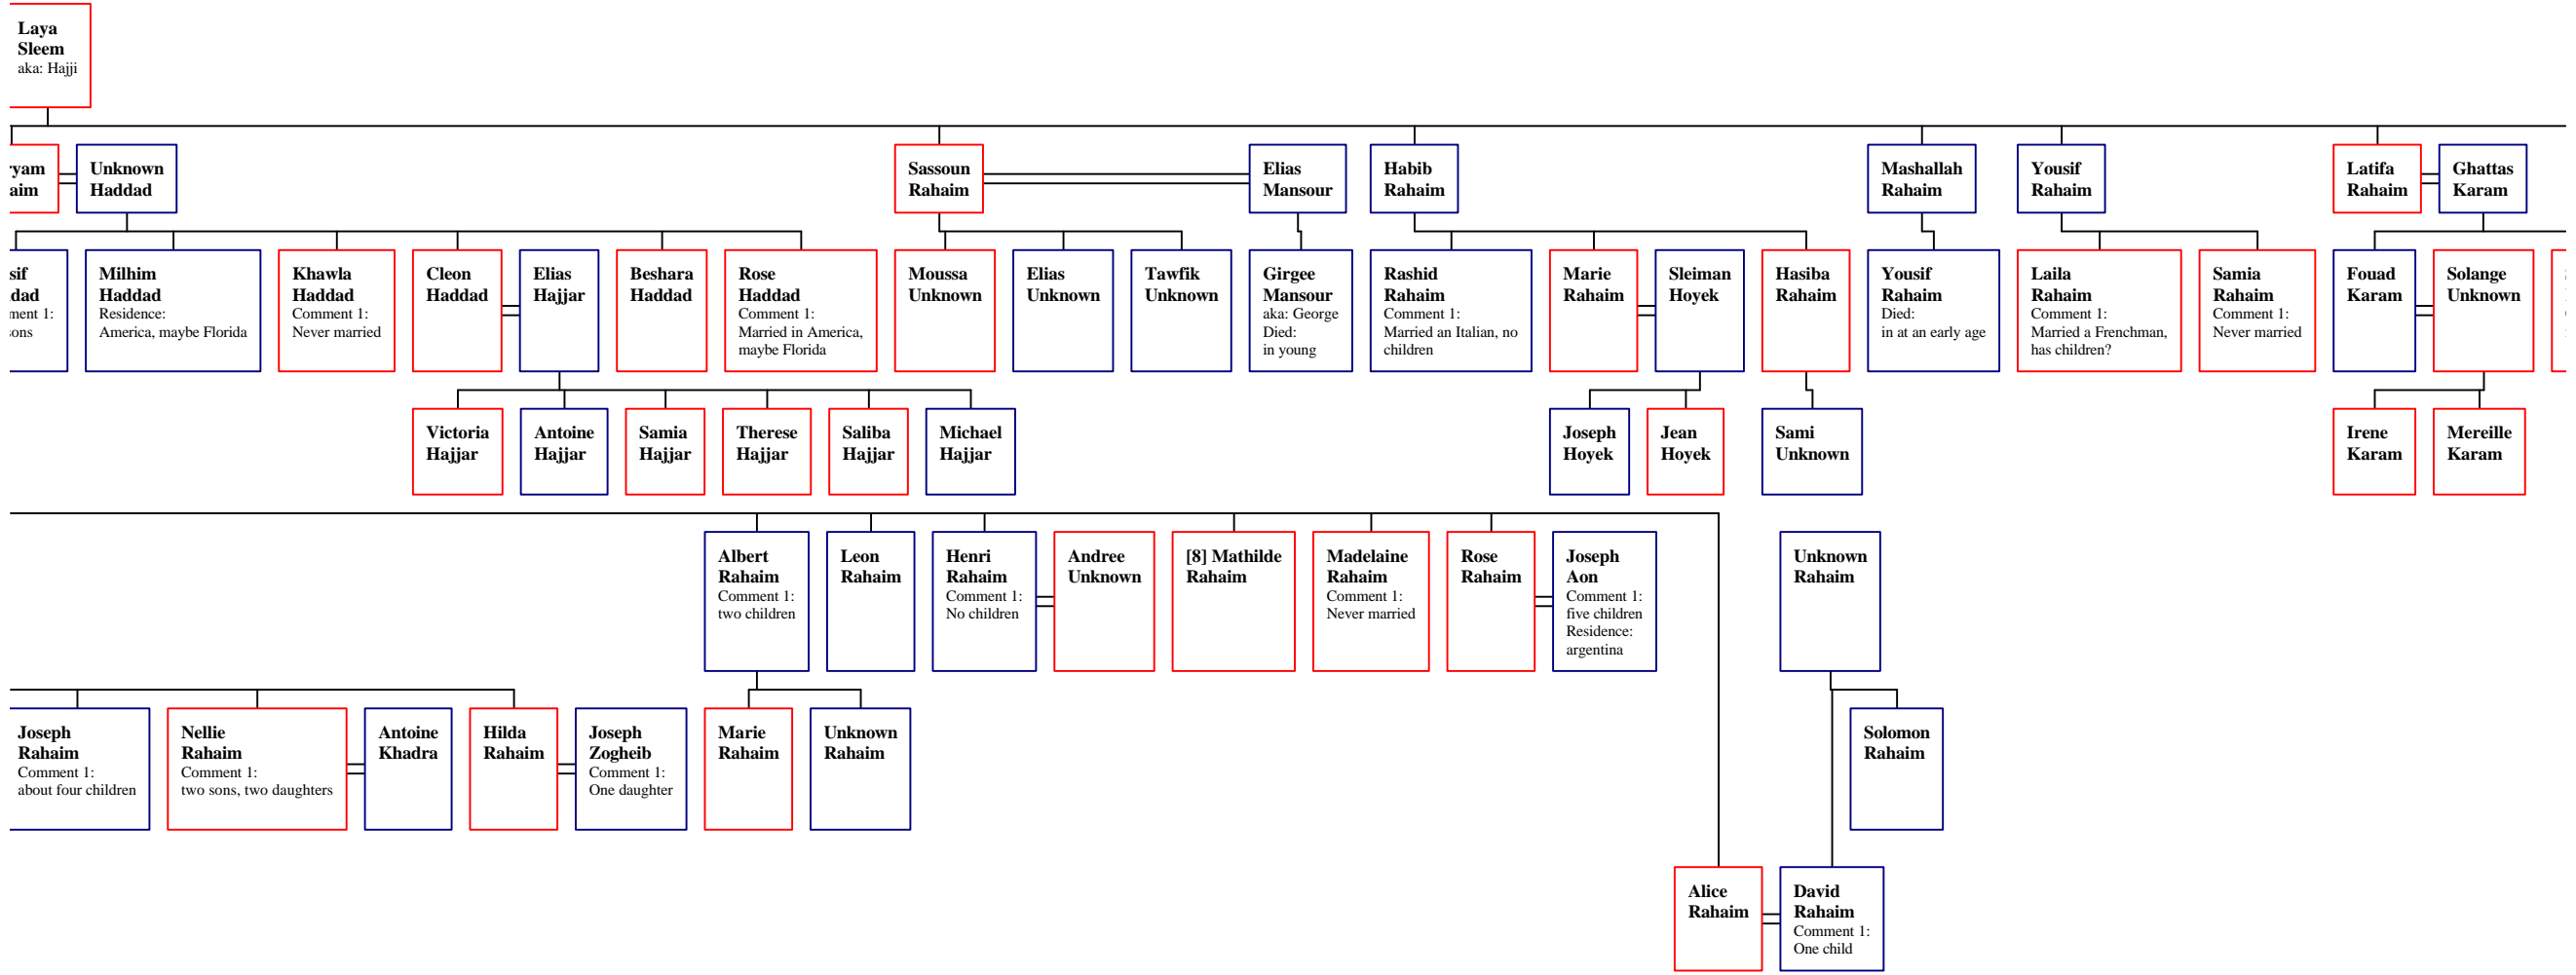 Laya
Sleem
aka: Hajji
ryam
aim
Unknown
Haddad
Sassoun
Rahaim
Elias
Mansour
Habib
Rahaim
Mashallah
Rahaim
Yousif
Rahaim
Latifa
Rahaim
Ghattas
Karam
sif
dad
ment 1:
sons
Milhim
Haddad
Residence:
America, maybe Florida
Khawla
Haddad
Comment 1:
Never married
Cleon
Haddad
Elias
Hajjar
Beshara
Haddad
Rose
Haddad
Comment 1:
Married in America,
maybe Florida
Moussa
Unknown
Elias
Unknown
Tawfik
Unknown
Girgee
Mansour
aka: George
Died:
in young
Rashid
Rahaim
Comment 1:
Married an Italian, no
children
Marie
Rahaim
Sleiman
Hoyek
Hasiba
Rahaim
Yousif
Rahaim
Died:
in at an early age
Laila
Rahaim
Comment 1:
Married a Frenchman,
has children?
Samia
Rahaim
Comment 1:
Never married
Fouad
Karam
Solange
Unknown
Victoria
Hajjar
Antoine
Hajjar
Samia
Hajjar
Therese
Hajjar
Saliba
Hajjar
Michael
Hajjar
Joseph
Hoyek
Jean
Hoyek
Sami
Unknown
Irene
Karam
Mereille
Karam
Albert
Rahaim
Comment 1:
two children
Leon
Rahaim
Henri
Rahaim
Comment 1:
No children
Andree
Unknown
[8] Mathilde
Rahaim
Madelaine
Rahaim
Comment 1:
Never married
Rose
Rahaim
Joseph
Aon
Comment 1:
five children
Residence:
argentina
Unknown
Rahaim
Joseph
Rahaim
Comment 1:
about four children
Nellie
Rahaim
Comment 1:
two sons, two daughters
Antoine
Khadra
Hilda
Rahaim
Joseph
Zogheib
Comment 1:
One daughter
Marie
Rahaim
Unknown
Rahaim
Solomon
Rahaim
Alice
Rahaim
David
Rahaim
Comment 1:
One child